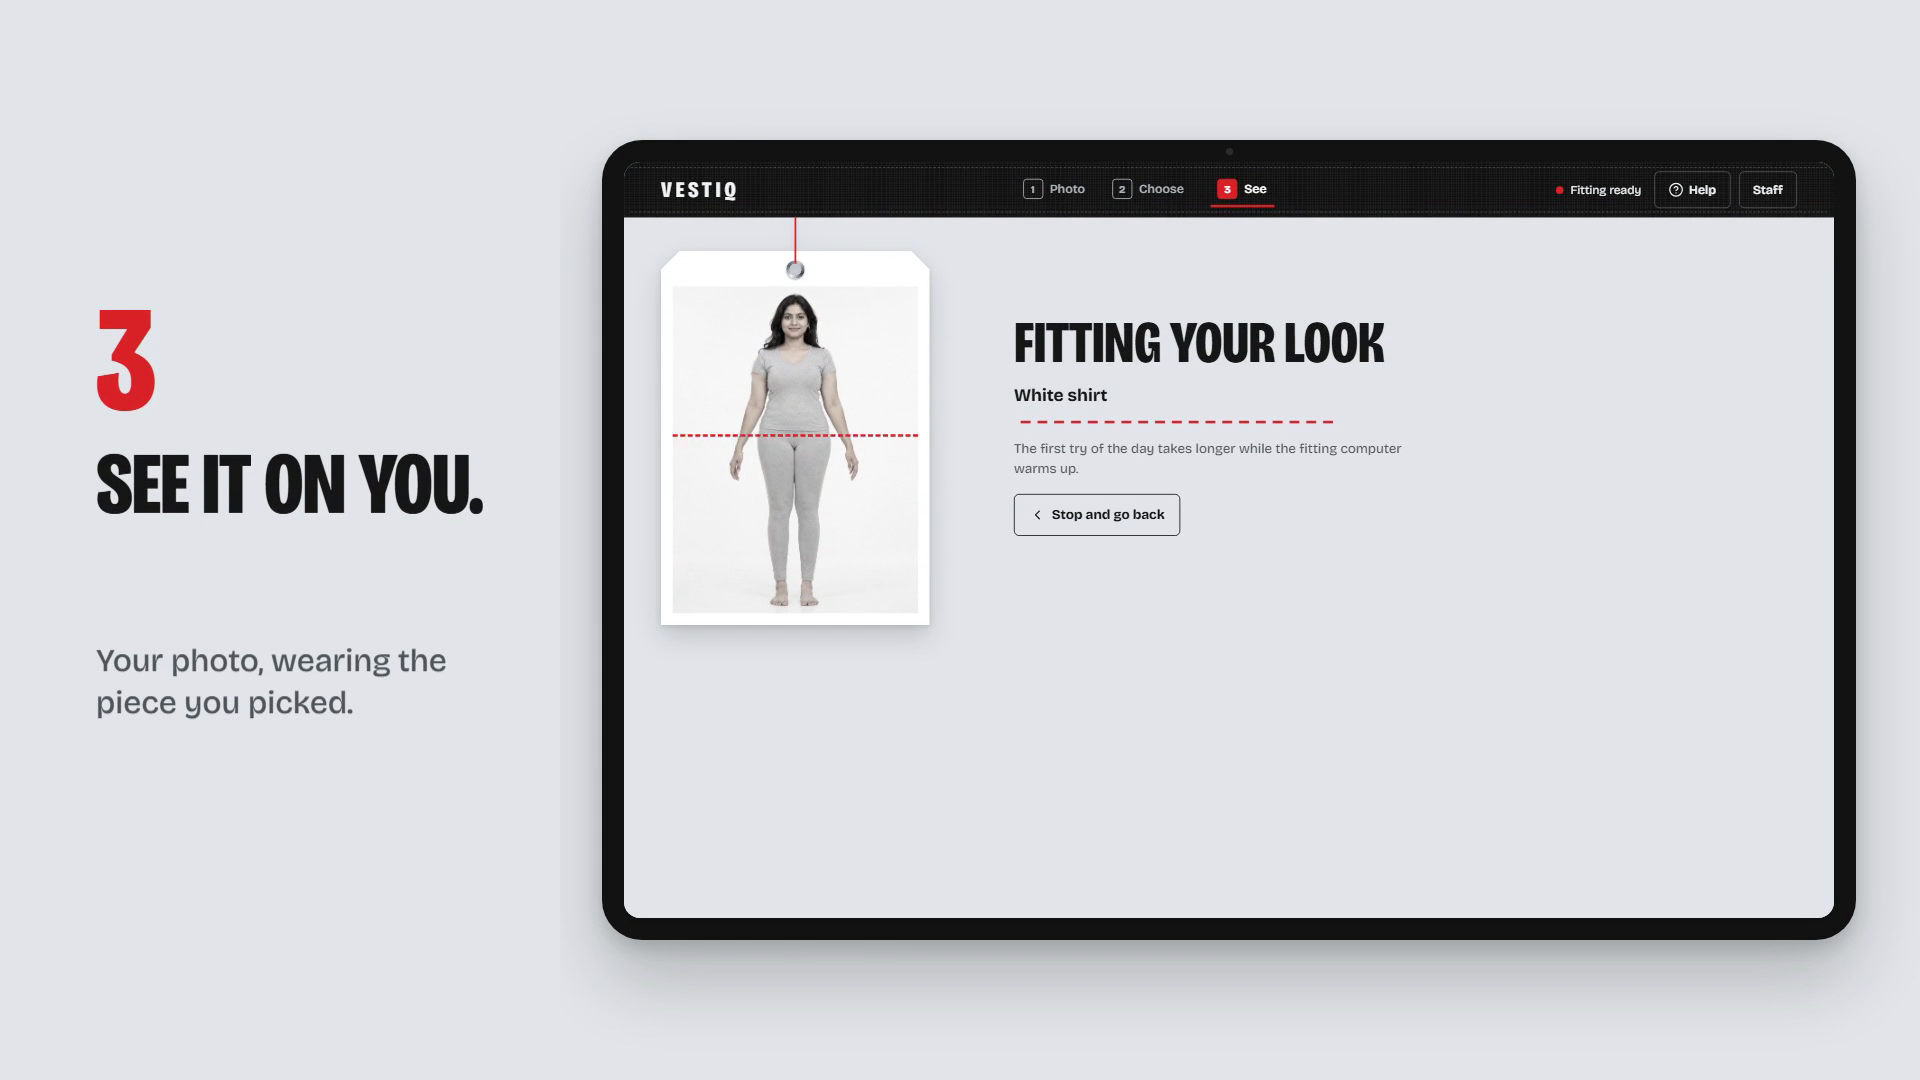 3
SEE IT ON YOU.
Your photo, wearing the
piece you picked.
VESTIQ
1 Photo
2 Choose
3 See
Fitting ready
Help
Staff
FITTING YOUR LOOK
White shirt
The first try of the day takes longer while the fitting computer
warms up.
Stop and go back